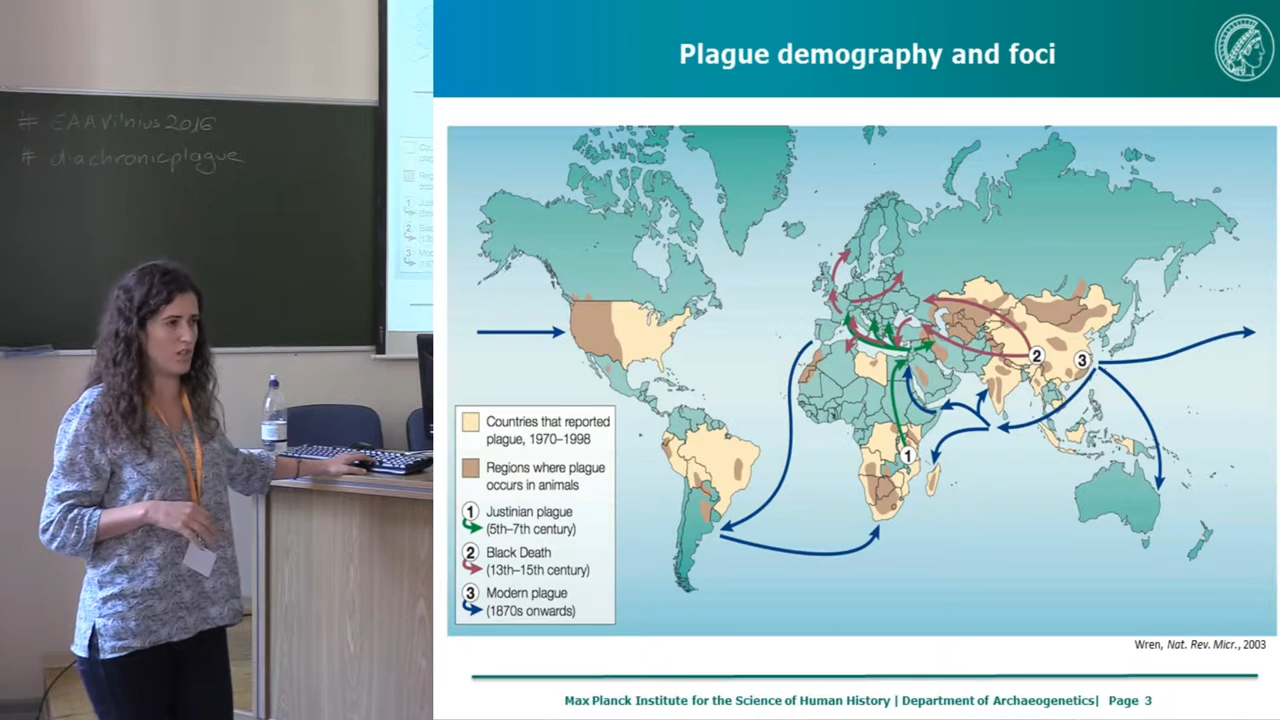 # EAAVilnius2016
# diachronicplague
Plague demography and foci
Countries that reported
plague, 1970–1998
Regions where plague
occurs in animals
1 Justinian plague
(5th–7th century)
2 Black Death
(13th–15th century)
3 Modern plague
(1870s onwards)
1
2
3
Wren, Nat. Rev. Micr., 2003
Max Planck Institute for the Science of Human History | Department of Archaeogenetics| Page 3